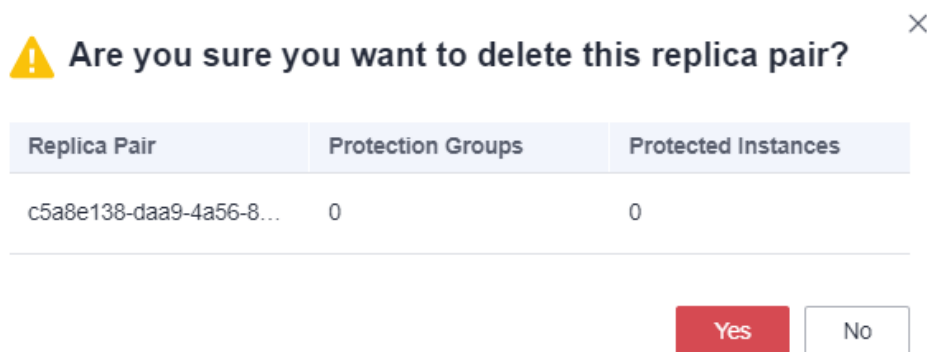 Are you sure you want to delete this replica pair?
Replica Pair Protection Groups Protected Instances
c5a8e138-daa9-4a56-8... 0 0
Yes No